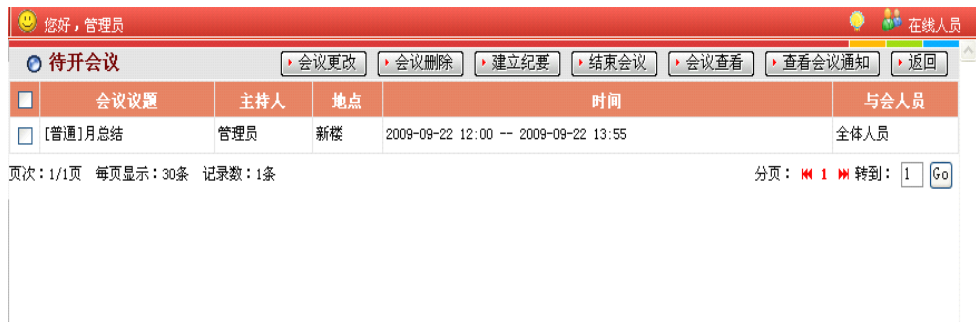 您好，管理员 在线人员
待开会议 会议更改 会议删除 建立纪要 结束会议 会议查看 查看会议通知 返回
会议议题 主持人 地点 时间 与会人员
[普通]月总结 管理员 新楼 2009-09-22 12:00 -- 2009-09-22 13:55 全体人员
页次：1/1页 每页显示：30条 记录数：1条 分页： 1 转到： 1 Go